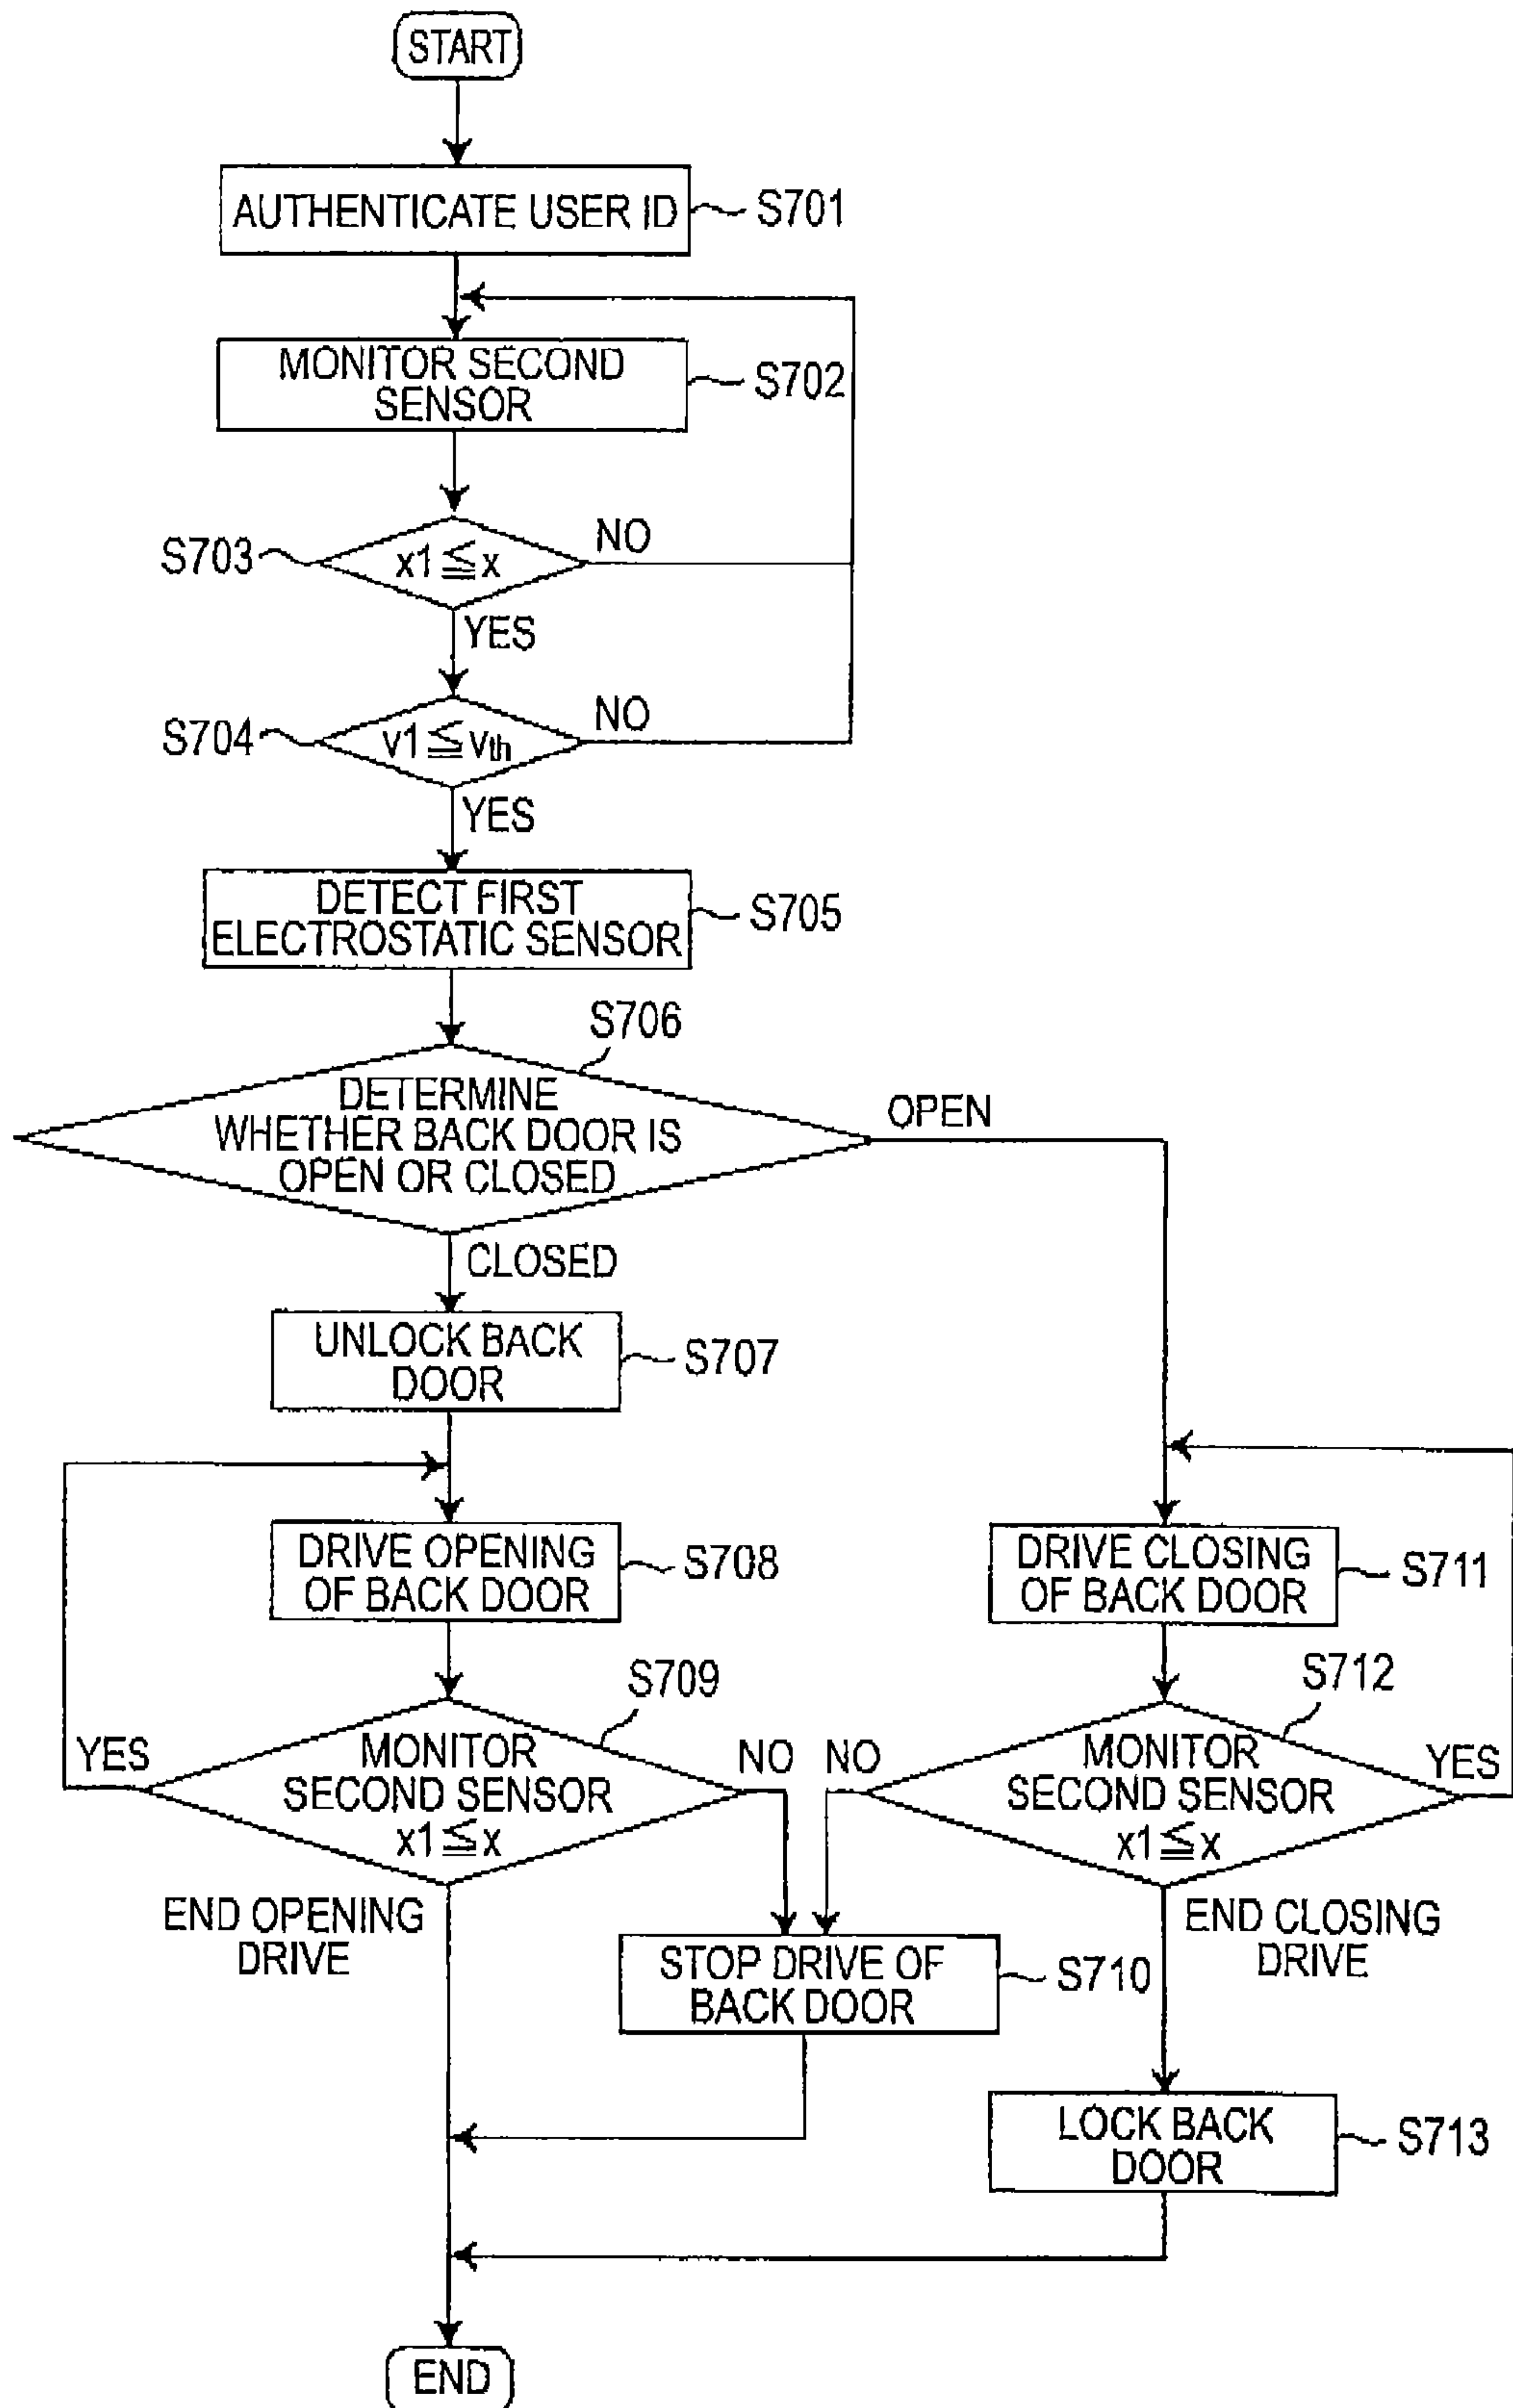 START
AUTHENTICATE USER ID
S701
MONITOR SECOND
SENSOR
S702
S703
x1≦x
NO
YES
S704
v1≦vth
NO
YES
DETECT FIRST
ELECTROSTATIC SENSOR
S705
S706
DETERMINE
WHETHER BACK DOOR IS
OPEN OR CLOSED
OPEN
CLOSED
UNLOCK BACK
DOOR
S707
DRIVE OPENING
OF BACK DOOR
S708
DRIVE CLOSING
OF BACK DOOR
S711
S709
S712
YES
MONITOR
SECOND SENSOR
x1≦x
NO
NO
MONITOR
SECOND SENSOR
x1≦x
YES
END OPENING
DRIVE
END CLOSING
DRIVE
STOP DRIVE OF
BACK DOOR
S710
LOCK BACK
DOOR
S713
END